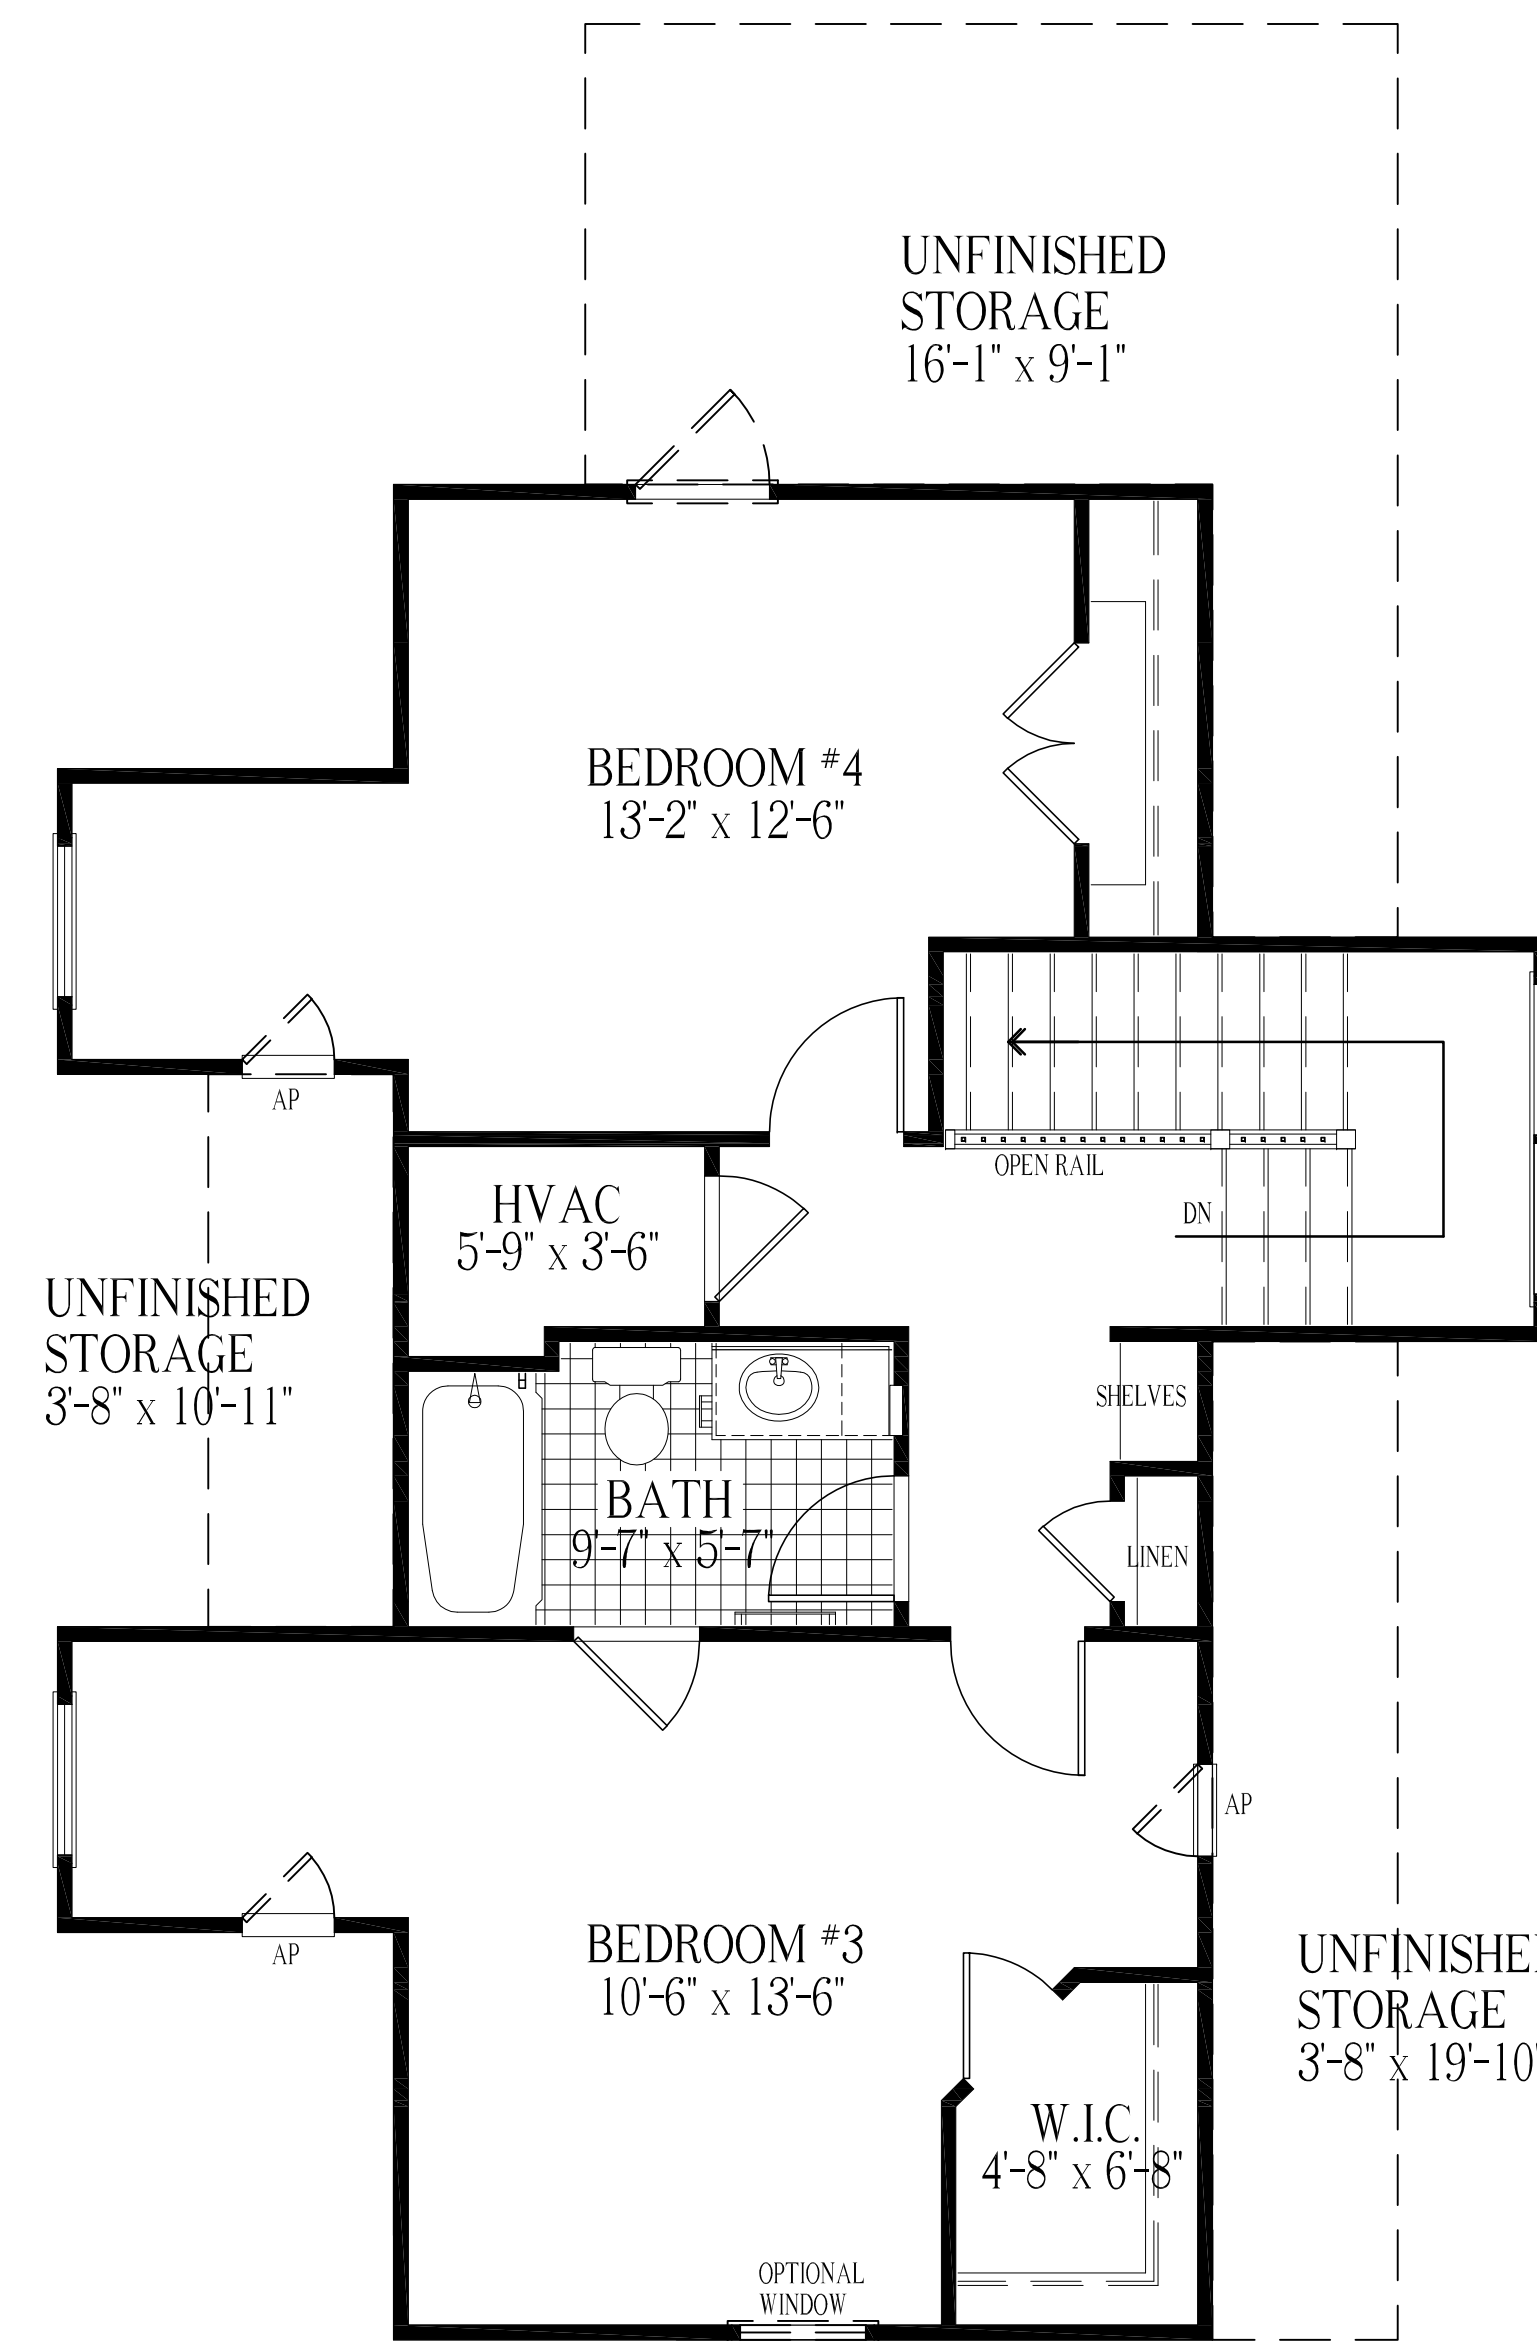 UNFINISHED
STORAGE
16'-1" x 9'-1"
BEDROOM #4
13'-2" x 12'-6"
AP
OPEN RAIL
DN
HVAC
5'-9" x 3'-6"
UNFINISHED
STORAGE
3'-8" x 10'-11"
SHELVES
BATH
9'-7" x 5'-7"
LINEN
AP
BEDROOM #3
10'-6" x 13'-6"
AP
UNFINISHE
STORAGE
3'-8" x 19'-10"
W.I.C.
4'-8" x 6'-8"
OPTIONAL
WINDOW